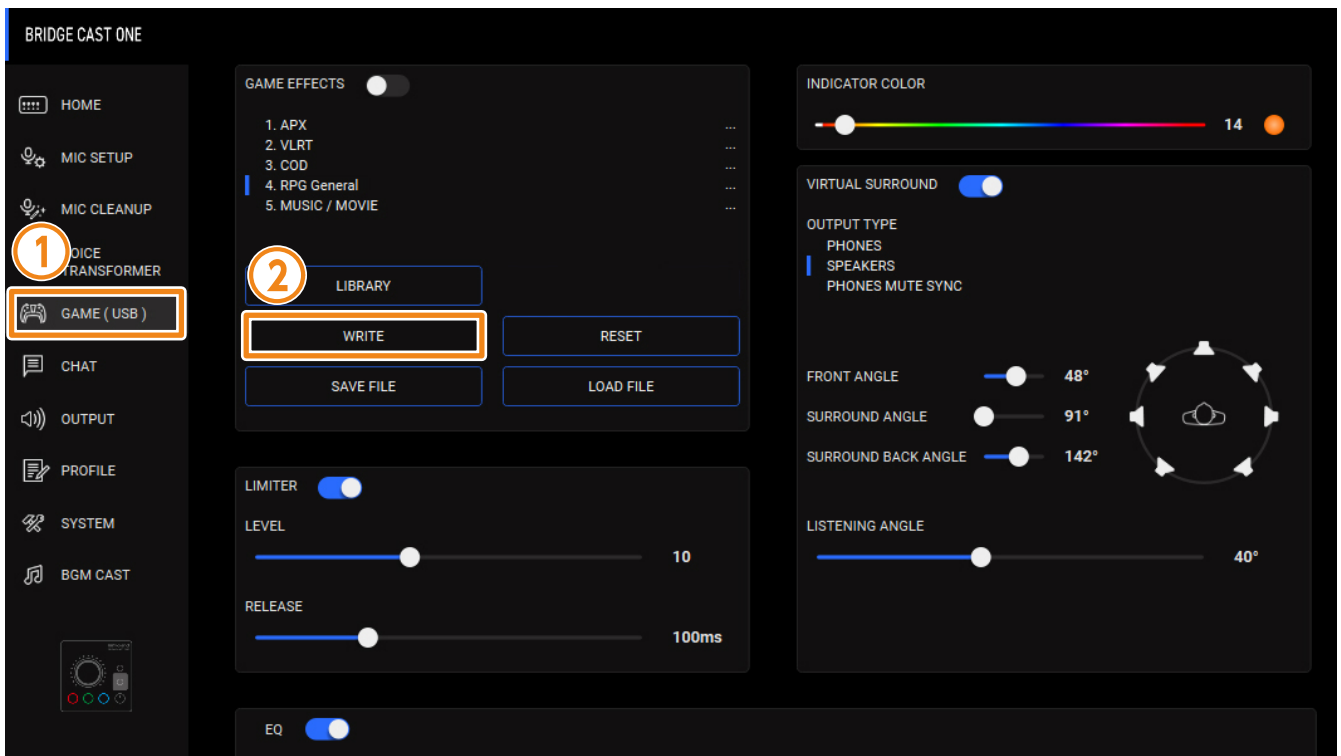 BRIDGE CAST ONE
HOME
MIC SETUP
MIC CLEANUP
1
OICE
TRANSFORMER
GAME ( USB )
CHAT
OUTPUT
PROFILE
SYSTEM
BGM CAST
GAME EFFECTS
1. APX ...
2. VLRT ...
3. COD ...
4. RPG General ...
5. MUSIC / MOVIE ...
2
LIBRARY
WRITE RESET
SAVE FILE LOAD FILE
LIMITER
LEVEL
10
RELEASE
100ms
INDICATOR COLOR
14
VIRTUAL SURROUND
OUTPUT TYPE
PHONES
SPEAKERS
PHONES MUTE SYNC
FRONT ANGLE 48°
SURROUND ANGLE 91°
SURROUND BACK ANGLE 142°
LISTENING ANGLE
40°
EQ